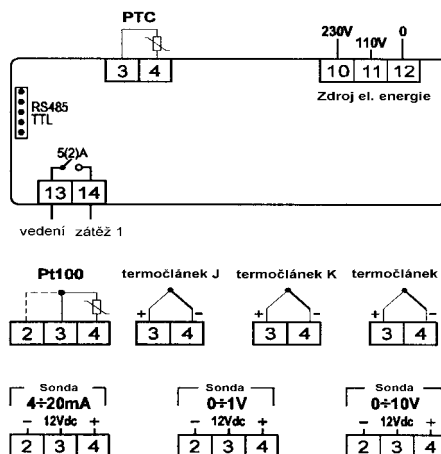 PTC
230V 110V 0
3 4
10 11 12
Zdroj el. energie
RS485
TTL
5(2)A
13 14
vedení zátěž 1
Pt100 termočlánek J termočlánek K termočlánek
+ - + - + -
2 3 4 3 4 3 4 3 4
Sonda Sonda Sonda
4÷20mA 0÷1V 0÷10V
- 12Vdc + - 12Vdc + - 12Vdc +
2 3 4 2 3 4 2 3 4